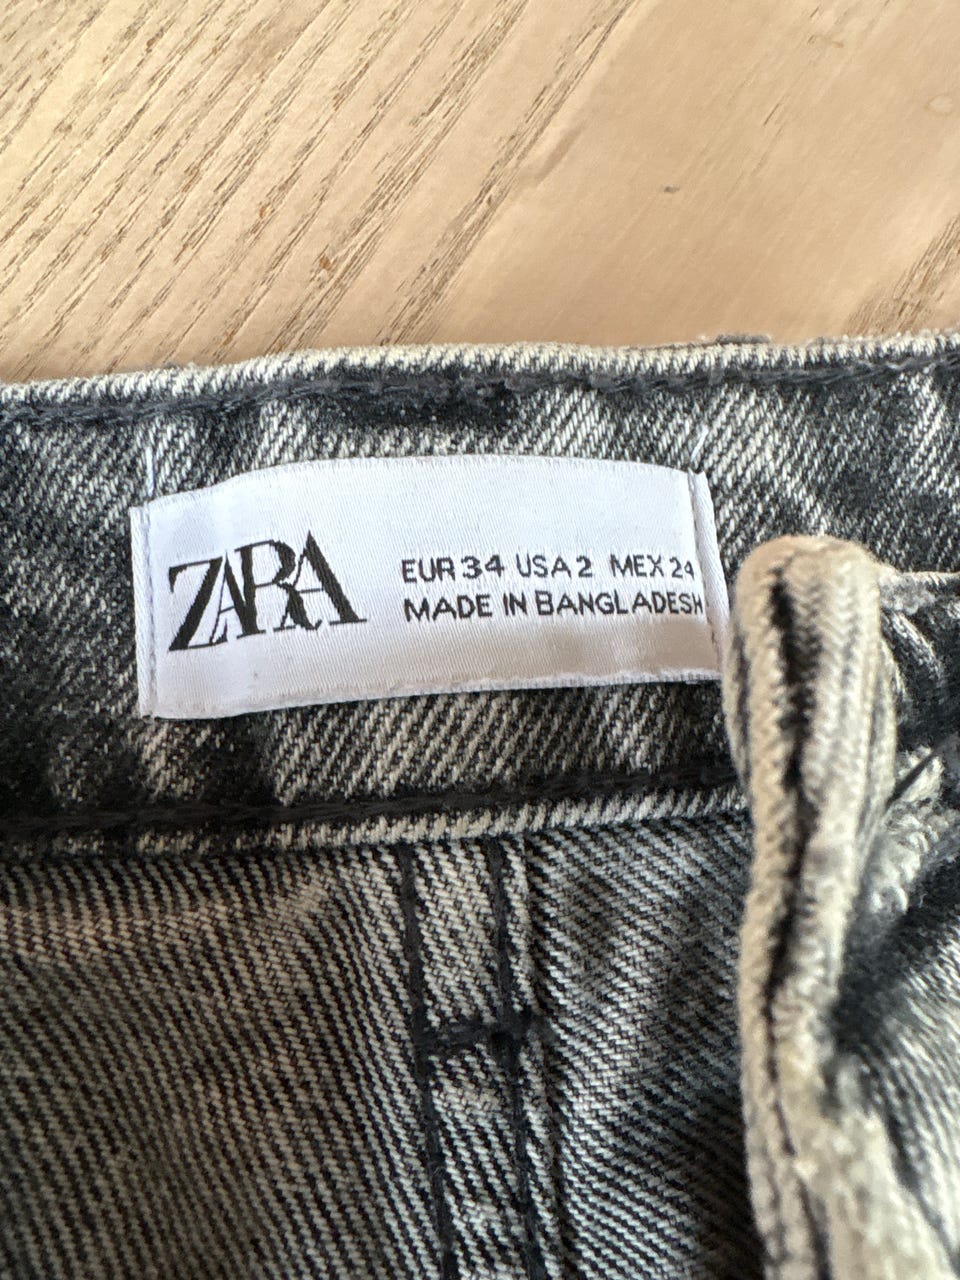 ZARA
EUR 34 USA 2 MEX 24
MADE IN BANGLADESH